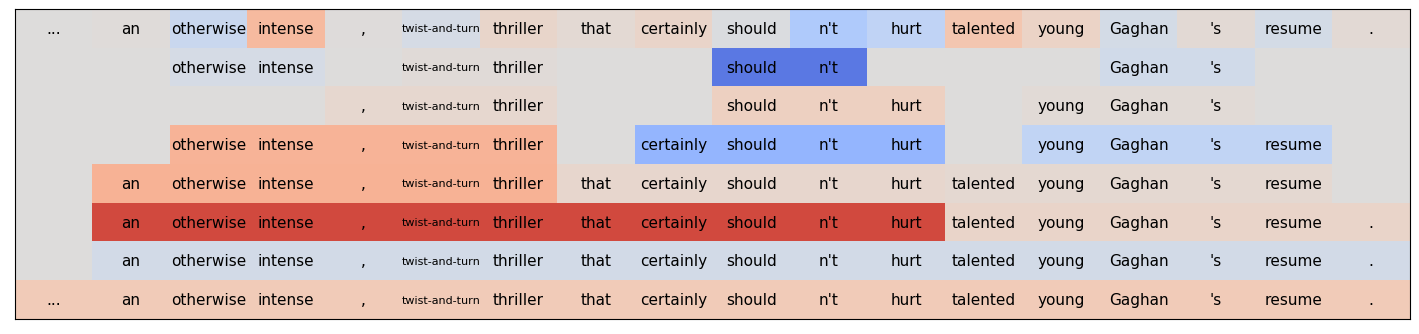 ... an otherwise intense , twist-and-turn thriller that certainly should n't hurt talented young Gaghan 's resume .
otherwise intense twist-and-turn thriller should n't Gaghan 's
, twist-and-turn thriller should n't hurt young Gaghan 's
otherwise intense , twist-and-turn thriller certainly should n't hurt young Gaghan 's resume
an otherwise intense , twist-and-turn thriller that certainly should n't hurt talented young Gaghan 's resume
an otherwise intense , twist-and-turn thriller that certainly should n't hurt talented young Gaghan 's resume .
an otherwise intense , twist-and-turn thriller that certainly should n't hurt talented young Gaghan 's resume .
... an otherwise intense , twist-and-turn thriller that certainly should n't hurt talented young Gaghan 's resume .